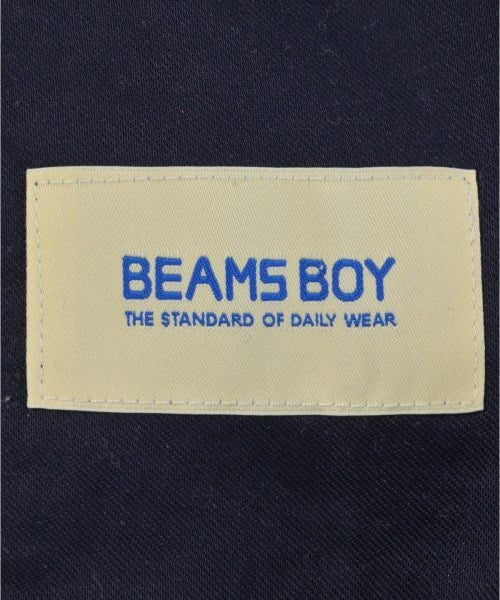 BEAMS BOY
THE STANDARD OF DAILY WEAR